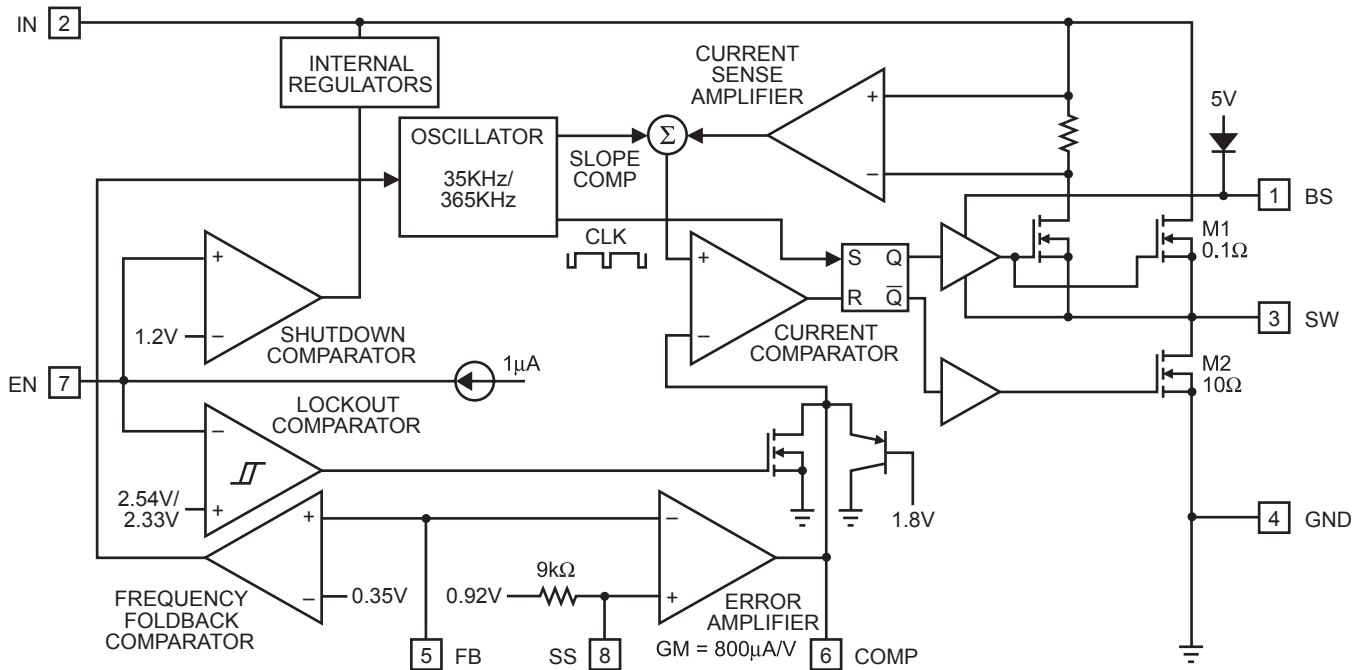 IN 2
INTERNAL
REGULATORS
CURRENT
SENSE
AMPLIFIER
+
−
5V
OSCILLATOR
35KHz/
365KHz
Σ
SLOPE
COMP
1 BS
CLK
+
−
S Q
R Q̅
M1
0.1Ω
+
−
1.2V
SHUTDOWN
COMPARATOR
CURRENT
COMPARATOR
3 SW
EN 7
1μA
M2
10Ω
LOCKOUT
COMPARATOR
−
+
2.54V/
2.33V
1.8V
4 GND
+
−
0.35V
FREQUENCY
FOLDBACK
COMPARATOR
9kΩ
0.92V
−
+
ERROR
AMPLIFIER
GM = 800μA/V
5 FB
SS 8
6 COMP